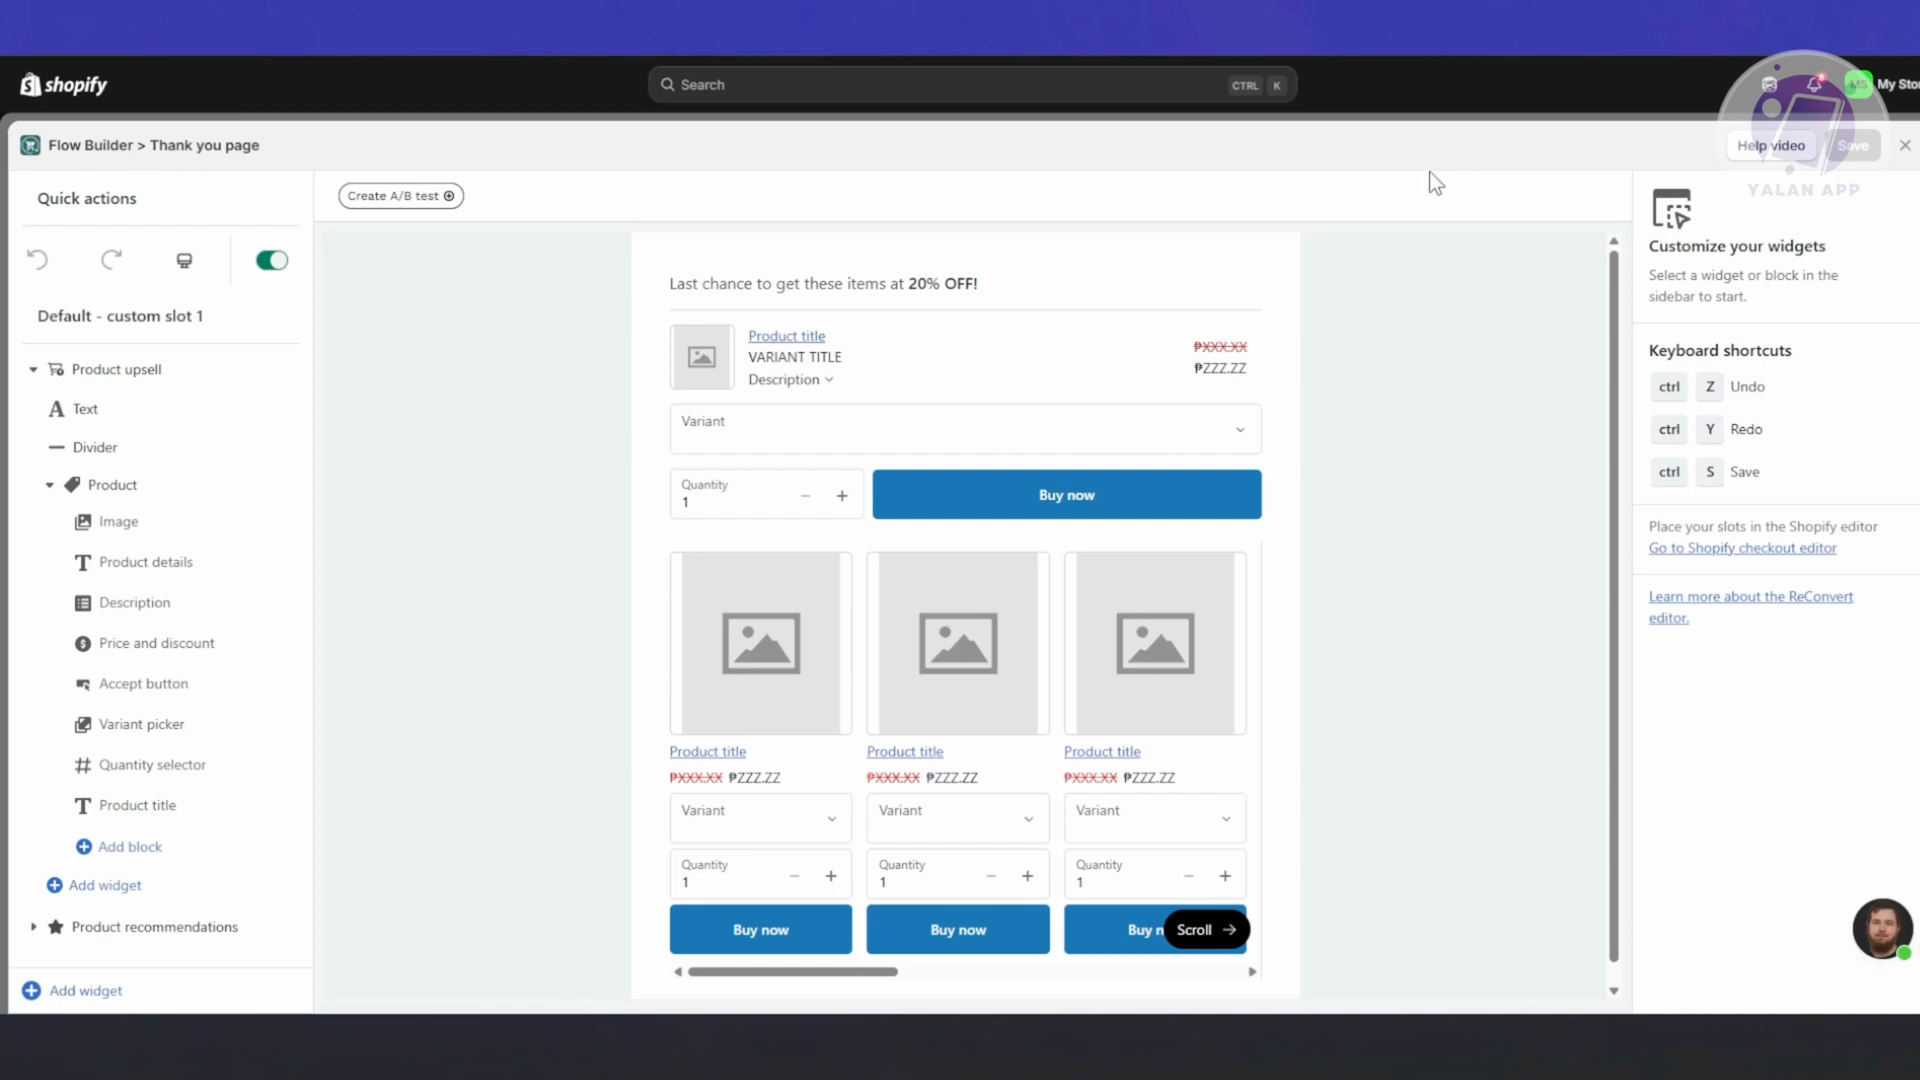 shopify
Search
CTRL K
MS My Sto
Flow Builder > Thank you page
Help video
Save
YALAN APP
Quick actions
Create A/B test
Default - custom slot 1
Product upsell
Text
Divider
Product
Image
Product details
Description
Price and discount
Accept button
Variant picker
Quantity selector
Product title
Add block
Add widget
Product recommendations
Add widget
Last chance to get these items at 20% OFF!
Product title
VARIANT TITLE
Description
₱XXX.XX
₱ZZZ.ZZ
Variant
Quantity
1
Buy now
Product title Product title Product title
₱XXX.XX ₱ZZZ.ZZ ₱XXX.XX ₱ZZZ.ZZ ₱XXX.XX ₱ZZZ.ZZ
Variant Variant Variant
Quantity Quantity Quantity
1 1 1
Buy now Buy now Buy n
Scroll →
Customize your widgets
Select a widget or block in the
sidebar to start.
Keyboard shortcuts
ctrl Z Undo
ctrl Y Redo
ctrl S Save
Place your slots in the Shopify editor
Go to Shopify checkout editor
Learn more about the ReConvert
editor.